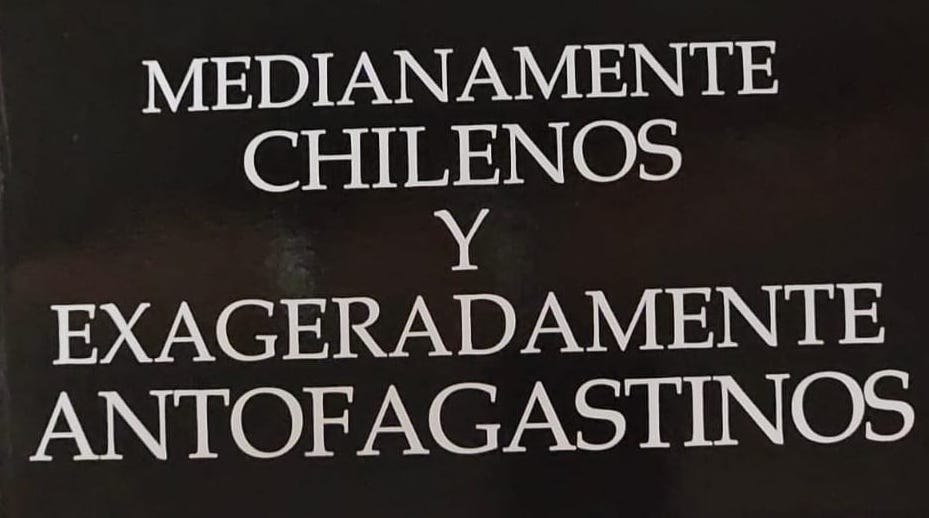 MEDIANAMENTE
CHILENOS
Y
EXAGERADAMENTE
ANTOFAGASTINOS